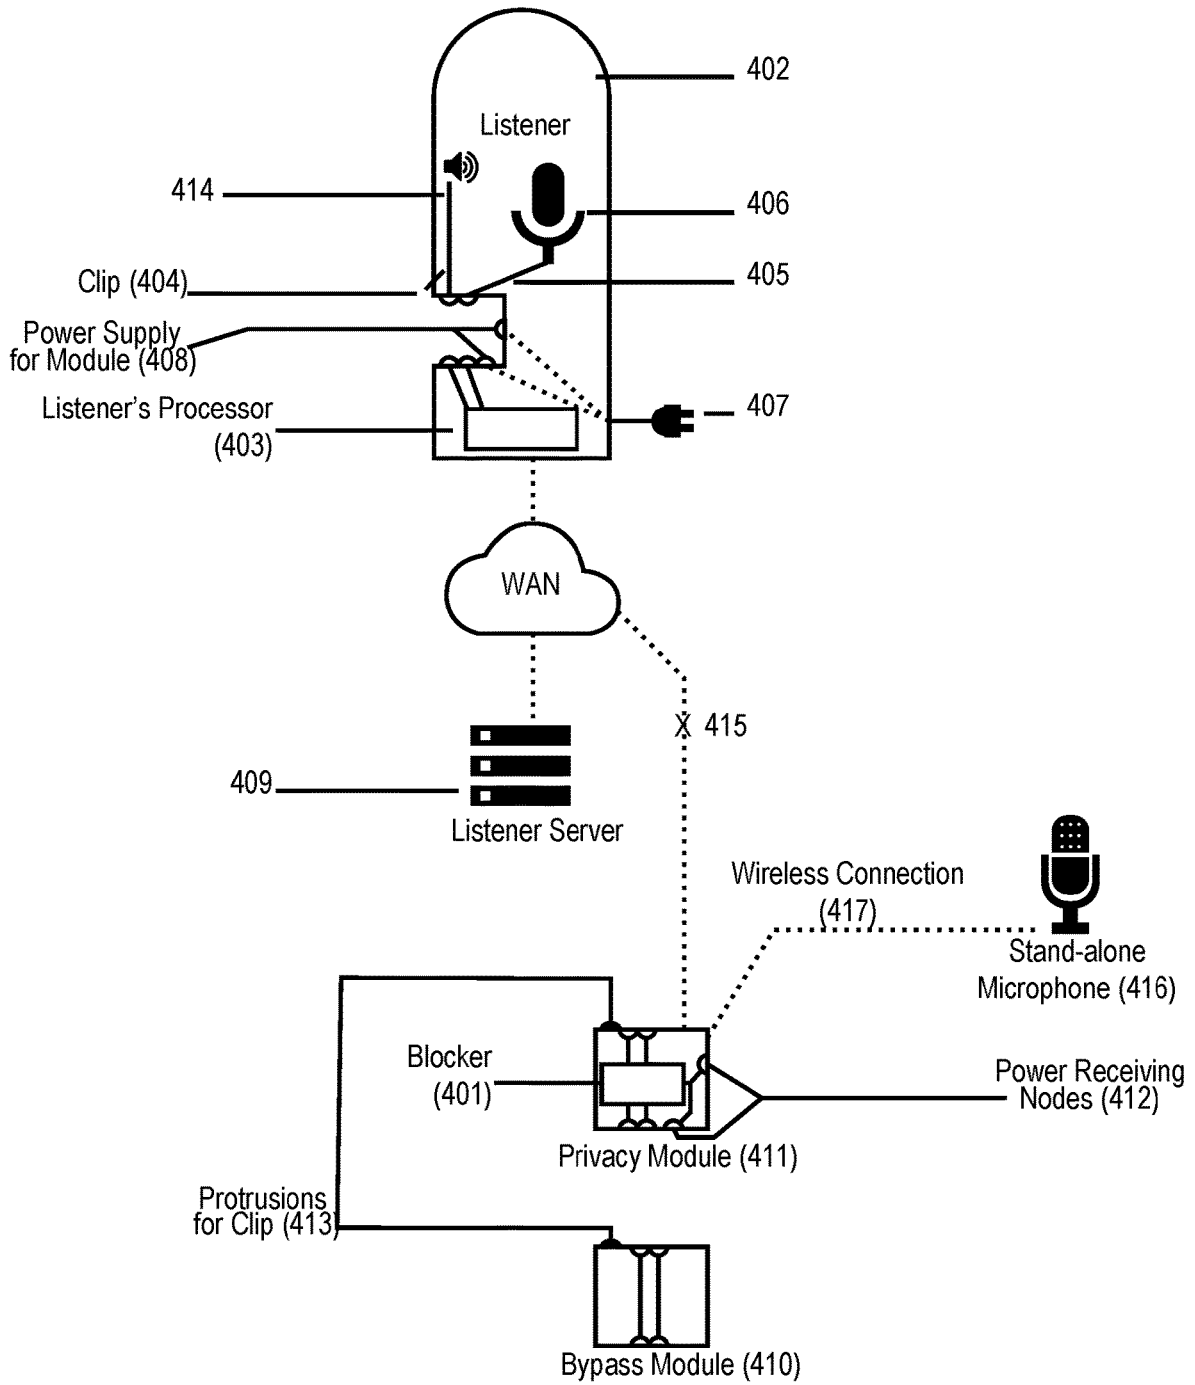 402
Listener
414
406
405
Clip (404)
Power Supply
for Module (408)
407
Listener's Processor
(403)
WAN
X 415
409
Listener Server
Wireless Connection
(417)
Stand-alone
Microphone (416)
Blocker
(401)
Power Receiving
Nodes (412)
Privacy Module (411)
Protrusions
for Clip (413)
Bypass Module (410)